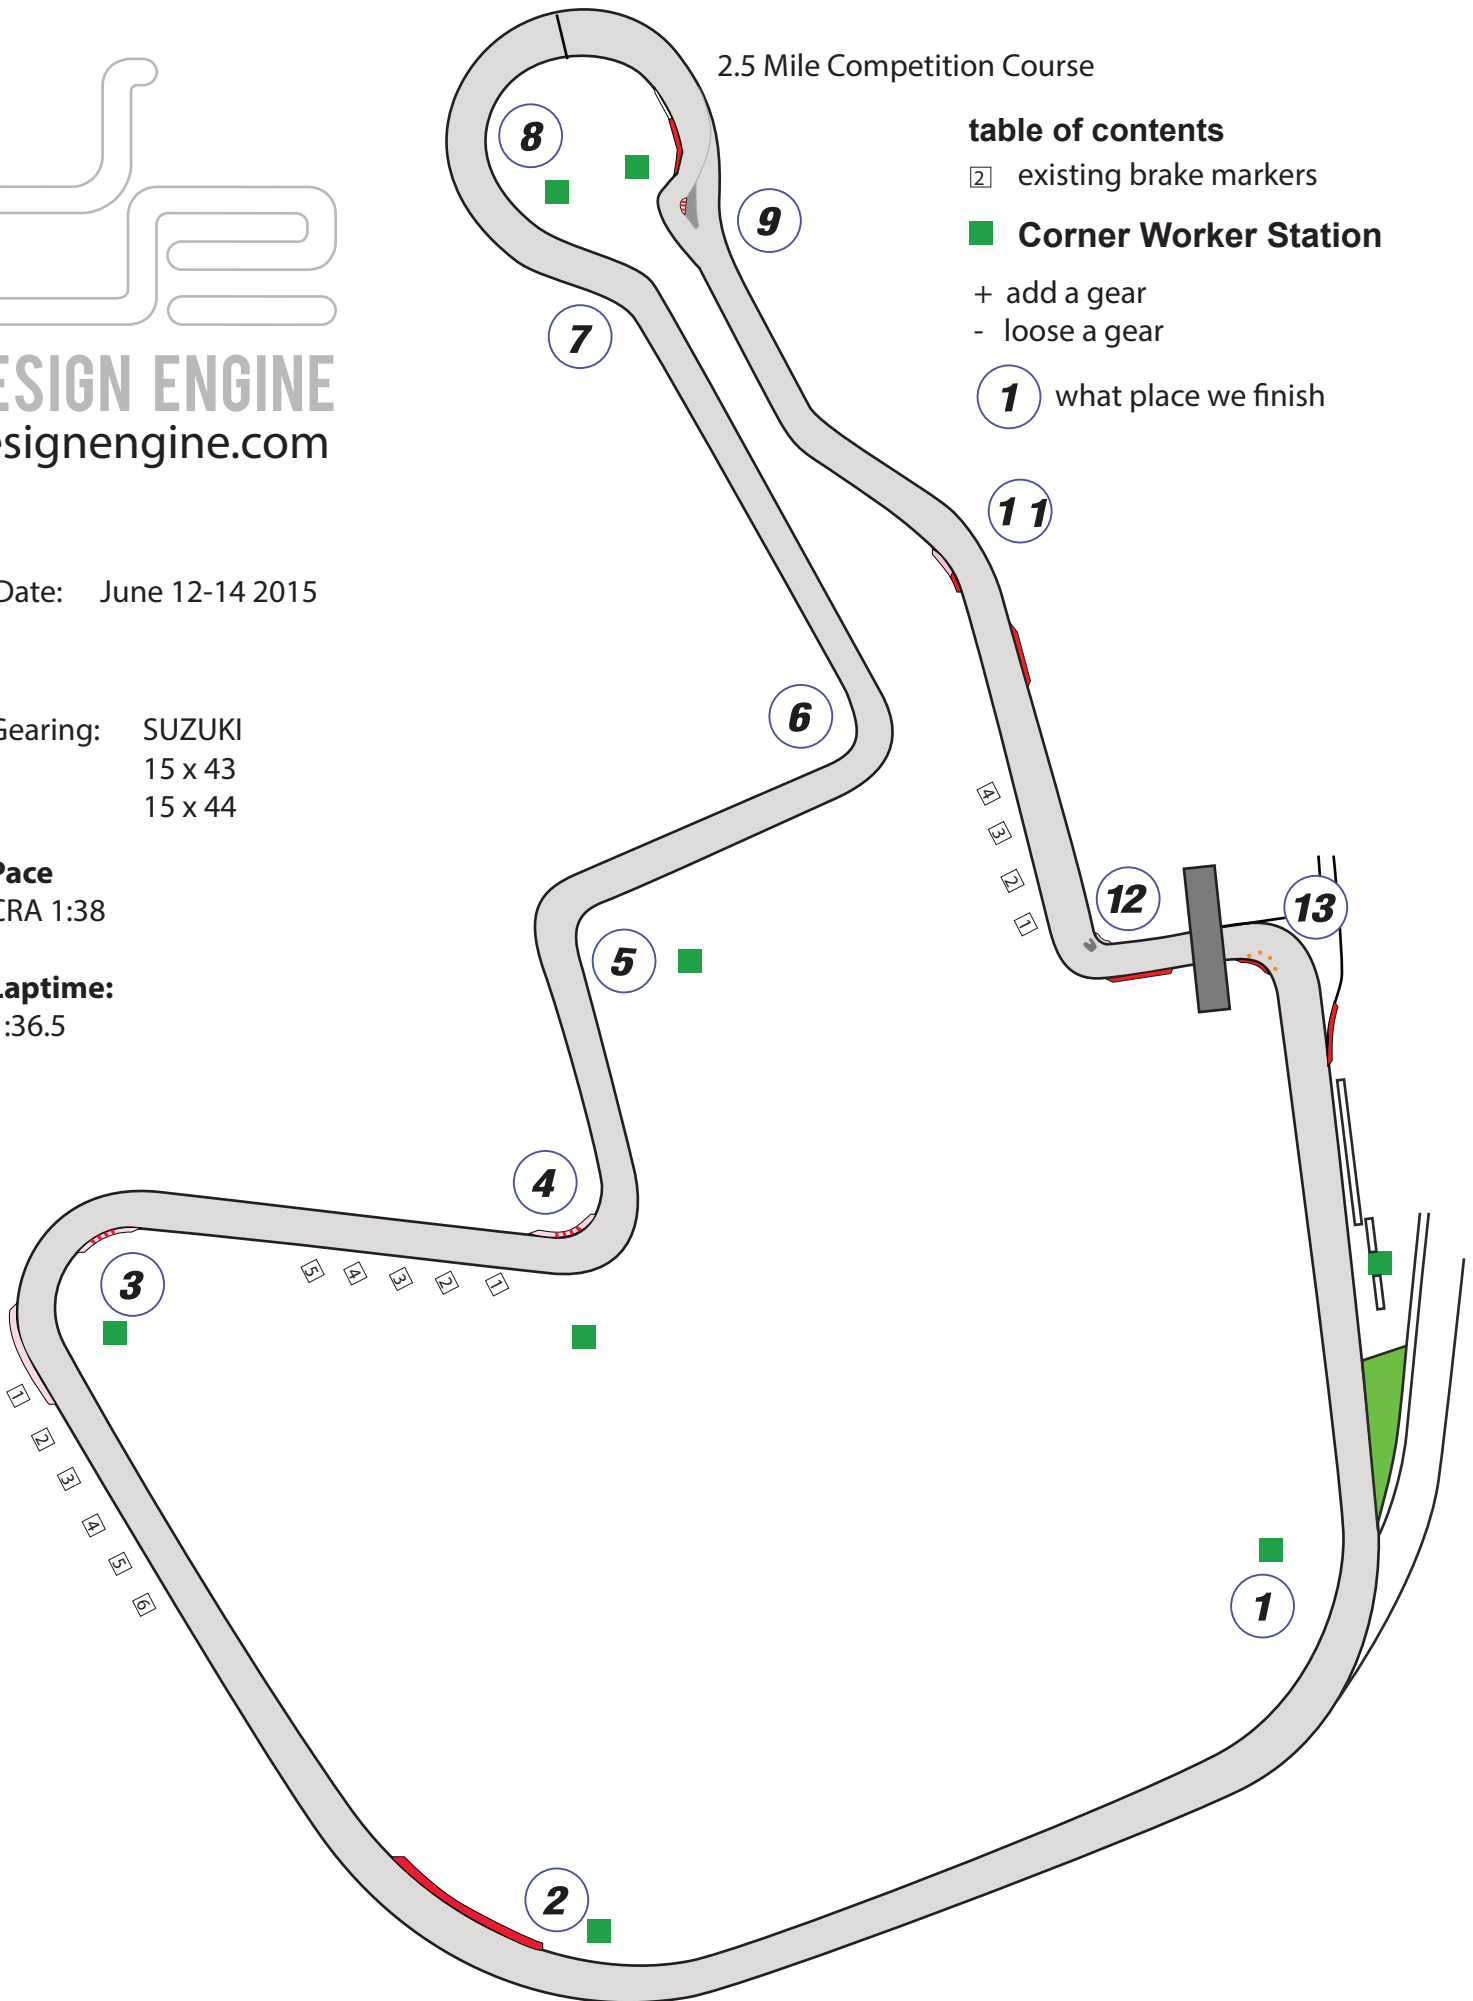 2.5 Mile Competition Course
table of contents
2 existing brake markers
Corner Worker Station
+ add a gear
- loose a gear
1 what place we finish
ESIGN ENGINE
esignengine.com
Date: June 12-14 2015
Gearing: SUZUKI
15 x 43
15 x 44
Pace
CRA 1:38
Laptime:
:36.5
8
9
7
1 1
6
4
3
2
1
12
13
5
4
3
5
4
3
2
1
1
2
3
4
5
6
1
2